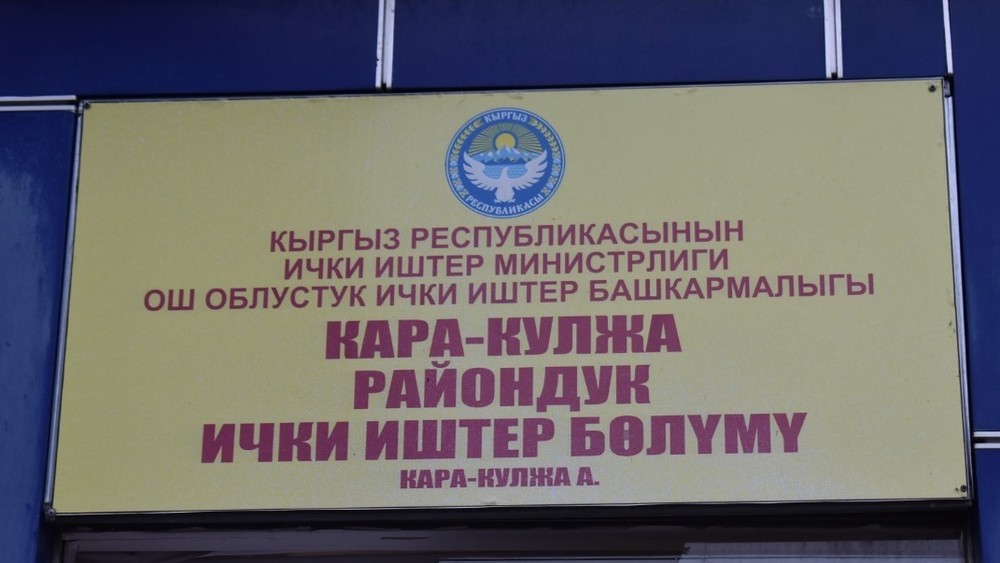 КЫРГЫЗ
РЕСПУБЛИКАСЫ
КЫРГЫЗ РЕСПУБЛИКАСЫНЫН
ИЧКИ ИШТЕР МИНИСТРЛИГИ
ОШ ОБЛУСТУК ИЧКИ ИШТЕР БАШКАРМАЛЫГЫ
КАРА-КУЛЖА
РАЙОНДУК
ИЧКИ ИШТЕР БӨЛҮМҮ
КАРА-КУЛЖА А.